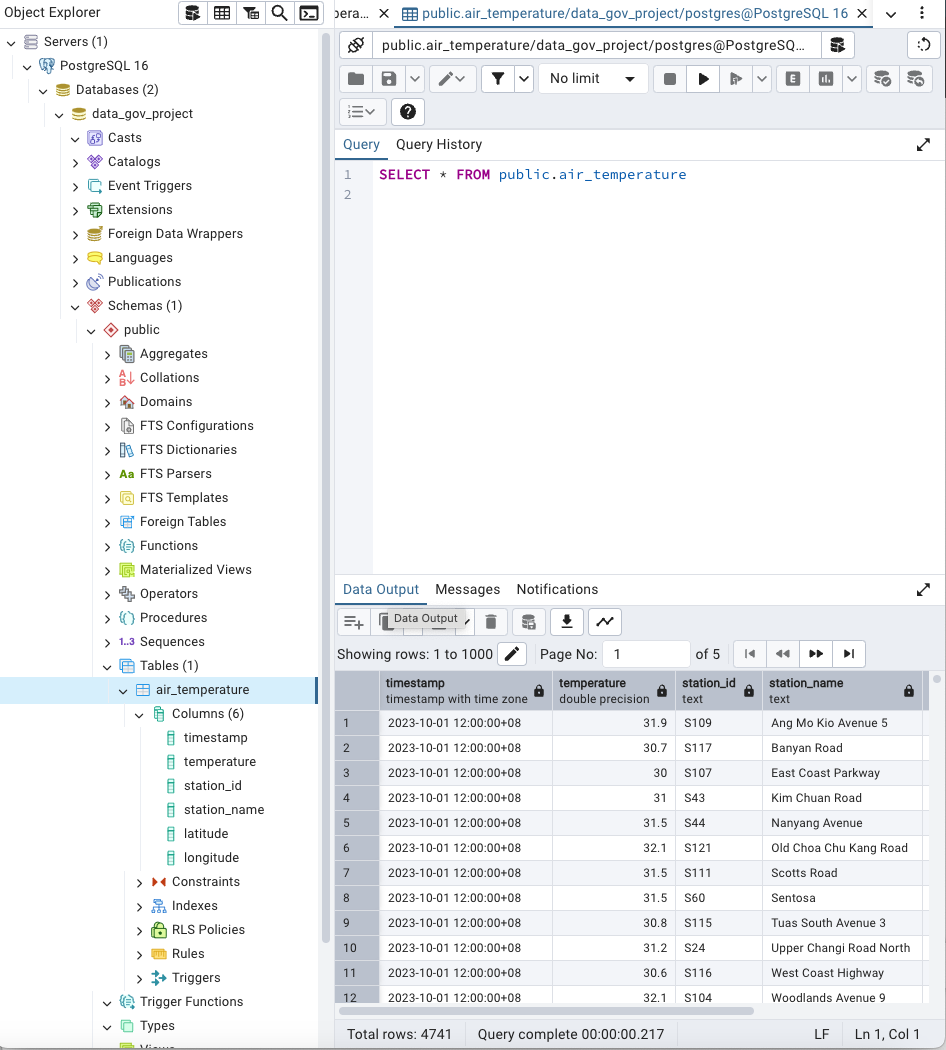 Object Explorer
Servers (1)
PostgreSQL 16
Databases (2)
data_gov_project
Casts
Catalogs
Event Triggers
Extensions
Foreign Data Wrappers
Languages
Publications
Schemas (1)
public
Aggregates
Collations
Domains
FTS Configurations
FTS Dictionaries
Aa FTS Parsers
FTS Templates
Foreign Tables
Functions
Materialized Views
Operators
Procedures
1..3 Sequences
Tables (1)
air_temperature
Columns (6)
timestamp
temperature
station_id
station_name
latitude
longitude
Constraints
Indexes
RLS Policies
Rules
Triggers
Trigger Functions
Types
Views
pera... public.air_temperature/data_gov_project/postgres@PostgreSQL 16
public.air_temperature/data_gov_project/postgres@PostgreSQ...
No limit
E
Query Query History
1 SELECT * FROM public.air_temperature
2
Data Output Messages Notifications
Data Output
Showing rows: 1 to 1000 Page No: 1 of 5
timestamp temperature station_id station_name
timestamp with time zone double precision text text
1 2023-10-01 12:00:00+08 31.9 S109 Ang Mo Kio Avenue 5
2 2023-10-01 12:00:00+08 30.7 S117 Banyan Road
3 2023-10-01 12:00:00+08 30 S107 East Coast Parkway
4 2023-10-01 12:00:00+08 31 S43 Kim Chuan Road
5 2023-10-01 12:00:00+08 31.5 S44 Nanyang Avenue
6 2023-10-01 12:00:00+08 32.1 S121 Old Choa Chu Kang Road
7 2023-10-01 12:00:00+08 31.5 S111 Scotts Road
8 2023-10-01 12:00:00+08 31.5 S60 Sentosa
9 2023-10-01 12:00:00+08 30.8 S115 Tuas South Avenue 3
10 2023-10-01 12:00:00+08 31.2 S24 Upper Changi Road North
11 2023-10-01 12:00:00+08 30.6 S116 West Coast Highway
12 2023-10-01 12:00:00+08 32.1 S104 Woodlands Avenue 9
Total rows: 4741 Query complete 00:00:00.217 LF Ln 1, Col 1